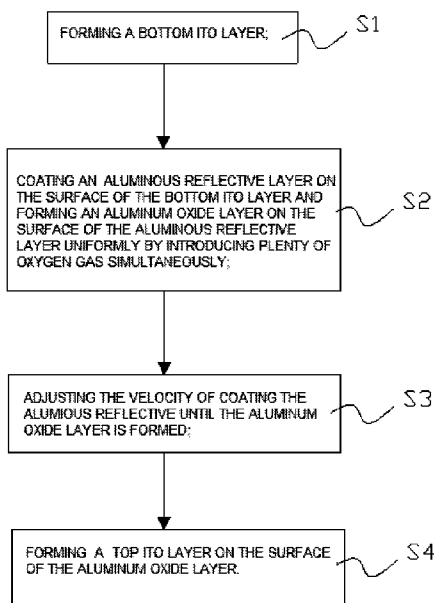 FORMING A BOTTOM ITO LAYER;
S1
COATING AN ALUMINOUS REFLECTIVE LAYER ON
THE SURFACE OF THE BOTTOM ITO LAYER AND
FORMING AN ALUMINUM OXIDE LAYER ON THE
SURFACE OF THE ALUMINOUS REFLECTIVE
LAYER UNIFORMLY BY INTRODUCING PLENTY OF
OXYGEN GAS SIMULTANEOUSLY;
S2
ADJUSTING THE VELOCITY OF COATING THE
ALUMIOUS REFLECTIVE UNTIL THE ALUMINUM
OXIDE LAYER IS FORMED;
S3
FORMING A TOP ITO LAYER ON THE SURFACE
OF THE ALUMINUM OXIDE LAYER.
S4